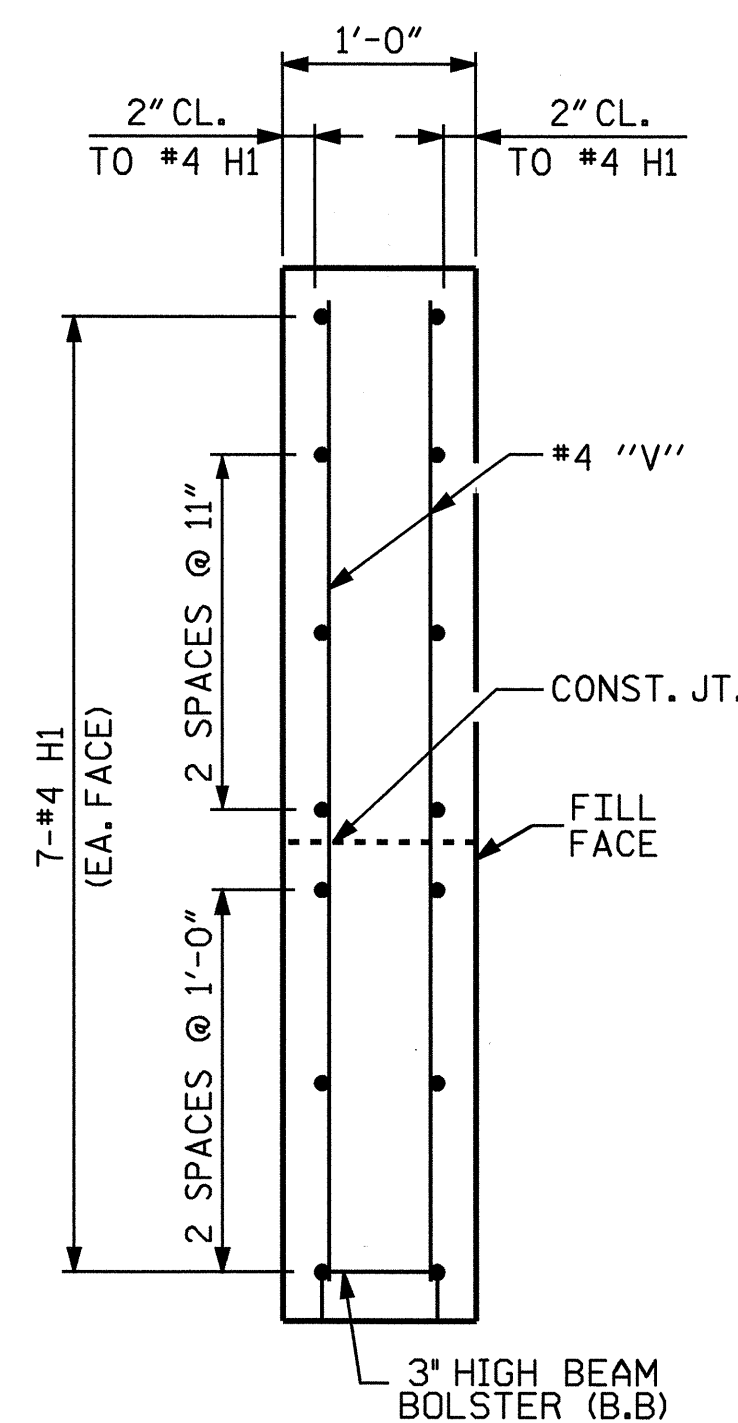 1'-0"
2" CL.
TO #4 H1
2" CL.
TO #4 H1
#4 "V"
2 SPACES @ 11"
CONST. JT.
7-#4 H1
(EA. FACE)
FILL
FACE
2 SPACES @ 1'-0"
3" HIGH BEAM
BOLSTER (B.B)